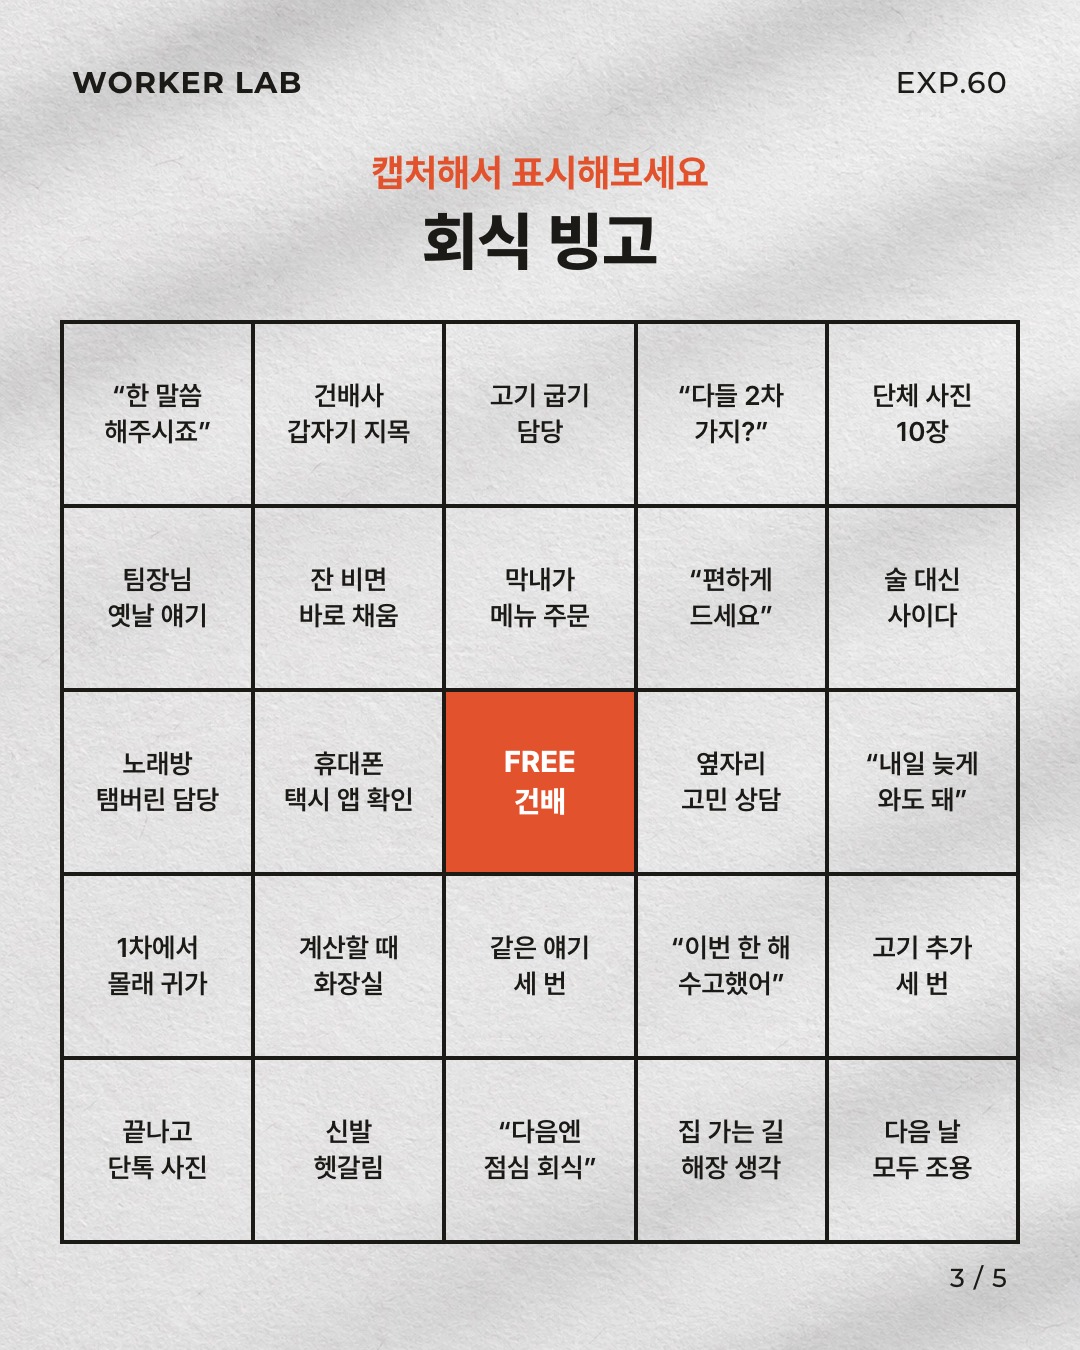 WORKER LAB
EXP.60
캡처해서 표시해보세요
회식 빙고
“한 말씀
해주시죠”
건배사
갑자기 지목
고기 굽기
담당
“다들 2차
가지?”
단체 사진
10장
팀장님
옛날 얘기
잔 비면
바로 채움
막내가
메뉴 주문
“편하게
드세요”
술 대신
사이다
노래방
탬버린 담당
휴대폰
택시 앱 확인
FREE
건배
옆자리
고민 상담
“내일 늦게
와도 돼”
1차에서
몰래 귀가
계산할 때
화장실
같은 얘기
세 번
“이번 한 해
수고했어”
고기 추가
세 번
끝나고
단톡 사진
신발
헷갈림
“다음엔
점심 회식”
집 가는 길
해장 생각
다음 날
모두 조용
3 / 5